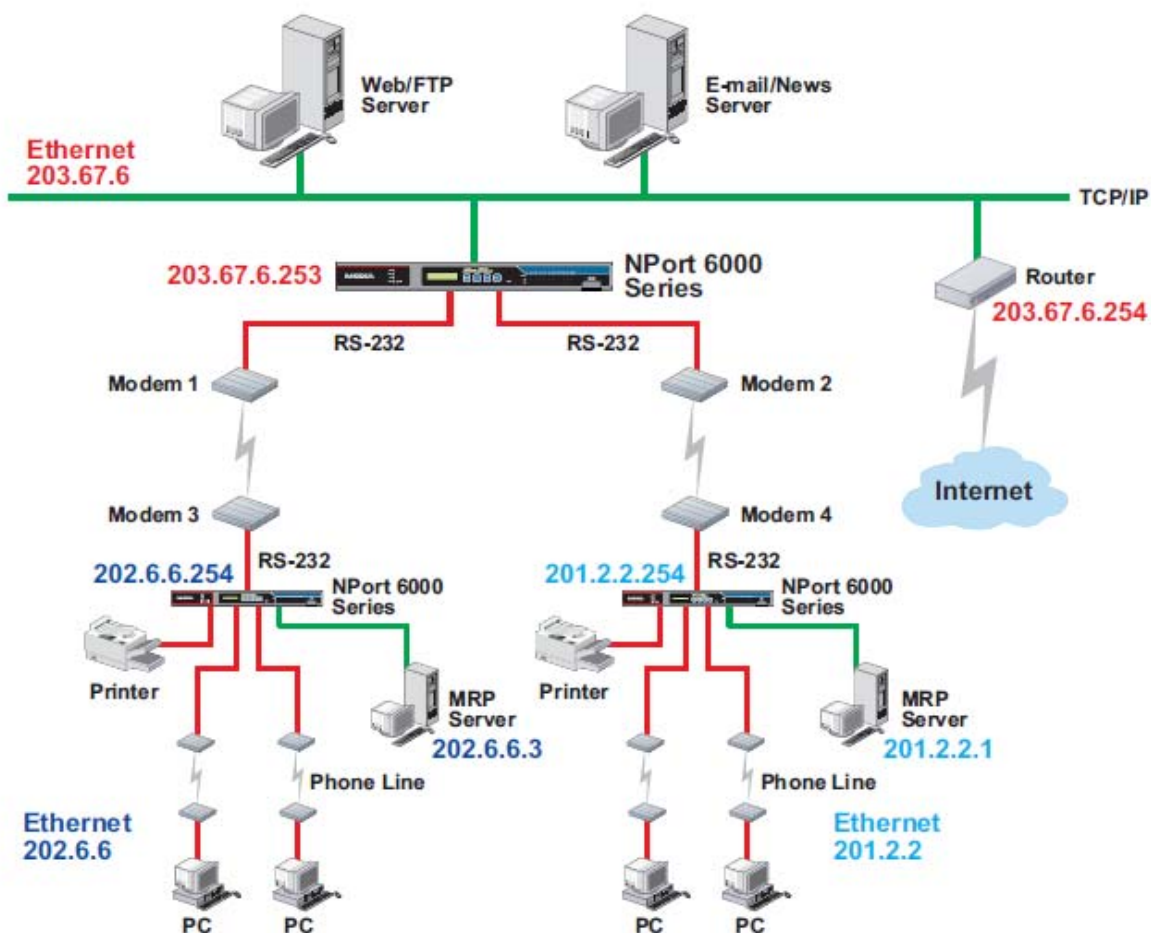 Web/FTP
Server
E-mail/News
Server
Ethernet
203.67.6
TCP/IP
203.67.6.253
MOXA
NPort 6000
Series
Router
203.67.6.254
RS-232
RS-232
Modem 1
Modem 2
Internet
Modem 3
Modem 4
RS-232
RS-232
202.6.6.254
NPort 6000
Series
201.2.2.254
NPort 6000
Series
Printer
MRP
Server
202.6.6.3
Printer
MRP
Server
201.2.2.1
Phone Line
Phone Line
Ethernet
202.6.6
Ethernet
201.2.2
PC
PC
PC
PC